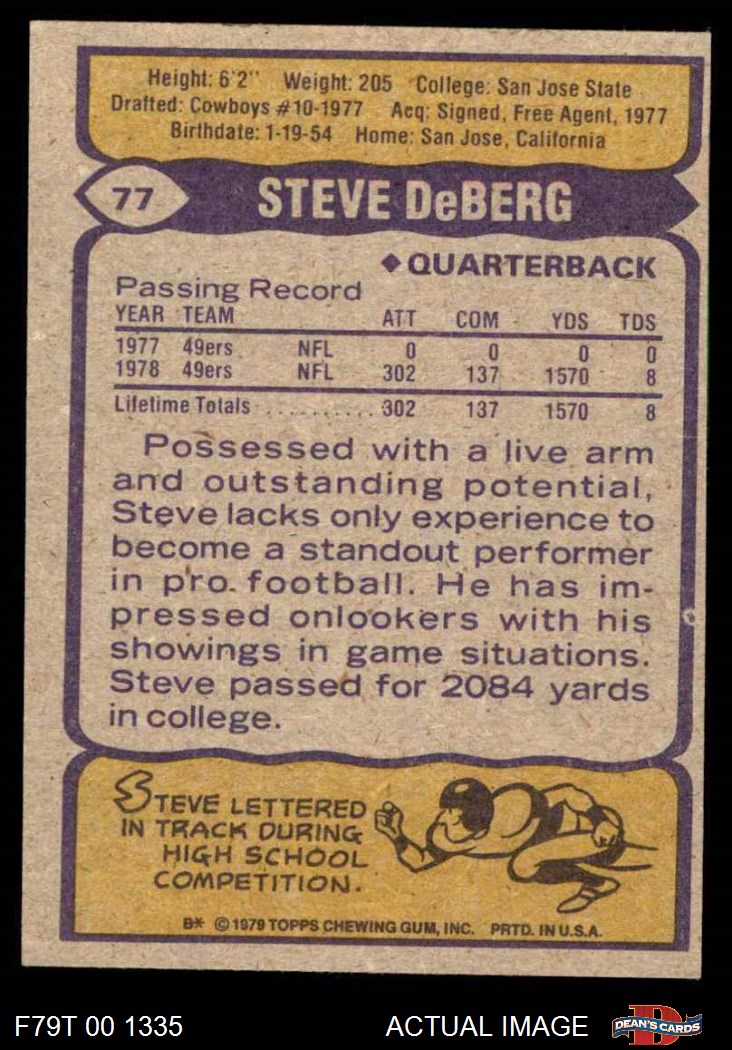 Height: 6'2" Weight: 205 College: San Jose State
Drafted: Cowboys #10-1977 Acq: Signed, Free Agent, 1977
Birthdate: 1-19-54 Home: San Jose, California
77 STEVE DeBERG
◆ QUARTERBACK
Passing Record
YEAR TEAM ATT COM YDS TDS
1977 49ers NFL 0 0 0 0
1978 49ers NFL 302 137 1570 8
Lifetime Totals .......... 302 137 1570 8
Possessed with a live arm
and outstanding potential,
Steve lacks only experience to
become a standout performer
in pro football. He has im-
pressed onlookers with his
showings in game situations.
Steve passed for 2084 yards
in college.
STEVE LETTERED
IN TRACK DURING
HIGH SCHOOL
COMPETITION.
B* © 1979 TOPPS CHEWING GUM, INC. PRTD. IN U.S.A.
F79T 00 1335 ACTUAL IMAGE D DEAN'S CARDS